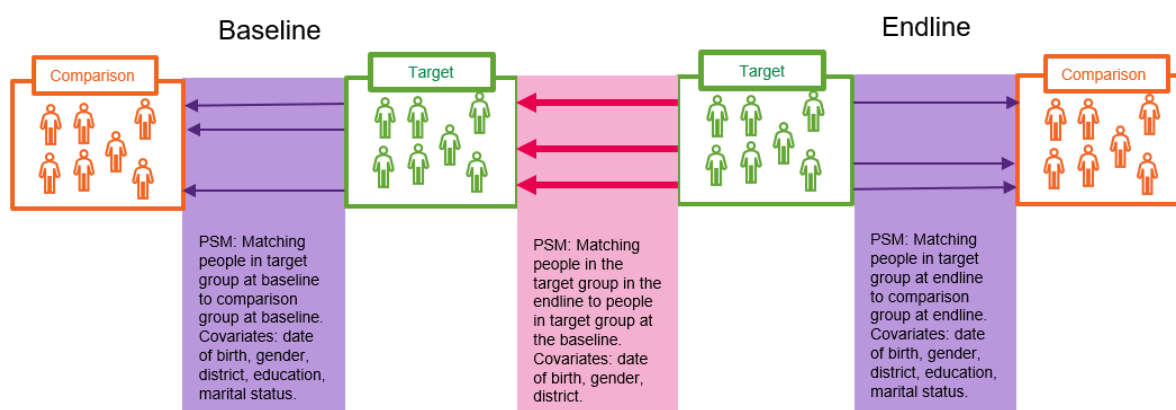 Baseline
Endline
Comparison
Target
Target
Comparison
PSM: Matching
people in target
group at baseline
to comparison
group at baseline.
Covariates: date
of birth, gender,
district, education,
marital status.
PSM: Matching
people in the
target group in the
endline to people
in target group at
the baseline.
Covariates: date
of birth, gender,
district.
PSM: Matching
people in target
group at endline
to comparison
group at endline.
Covariates: date
of birth, gender,
district, education,
marital status.